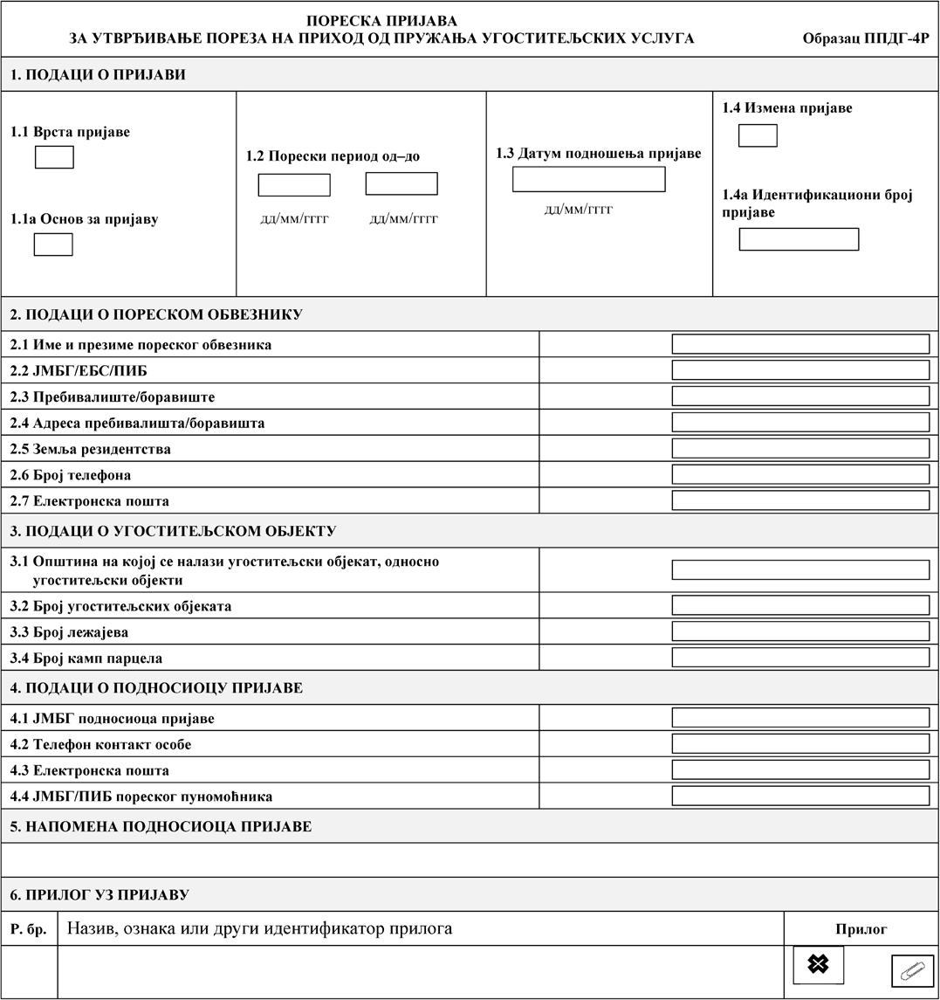 ПОРЕСКА ПРИЈАВА
ЗА УТВРЂИВАЊЕ ПОРЕЗА НА ПРИХОД ОД ПРУЖАЊА УГОСТИТЕЉСКИХ УСЛУГА
Образац ППДГ-4Р
1. ПОДАЦИ О ПРИЈАВИ
1.1 Врста пријаве
1.1а Основ за пријаву
1.2 Порески период од–до
дд/мм/гггг дд/мм/гггг
1.3 Датум подношења пријаве
дд/мм/гггг
1.4 Измена пријаве
1.4а Идентификациони број
пријаве
2. ПОДАЦИ О ПОРЕСКОМ ОБВЕЗНИКУ
2.1 Име и презиме пореског обвезника
2.2 ЈМБГ/ЕБС/ПИБ
2.3 Пребивалиште/боравиште
2.4 Адреса пребивалишта/боравишта
2.5 Земља резидентства
2.6 Број телефона
2.7 Електронска пошта
3. ПОДАЦИ О УГОСТИТЕЉСКОМ ОБЈЕКТУ
3.1 Општина на којој се налази угоститељски објекат, односно
угоститељски објекти
3.2 Број угоститељских објеката
3.3 Број лежајева
3.4 Број камп парцела
4. ПОДАЦИ О ПОДНОСИОЦУ ПРИЈАВЕ
4.1 ЈМБГ подносиоца пријаве
4.2 Телефон контакт особе
4.3 Електронска пошта
4.4 ЈМБГ/ПИБ пореског пуномоћника
5. НАПОМЕНА ПОДНОСИОЦА ПРИЈАВЕ
6. ПРИЛОГ УЗ ПРИЈАВУ
Р. бр. Назив, ознака или други идентификатор прилога Прилог